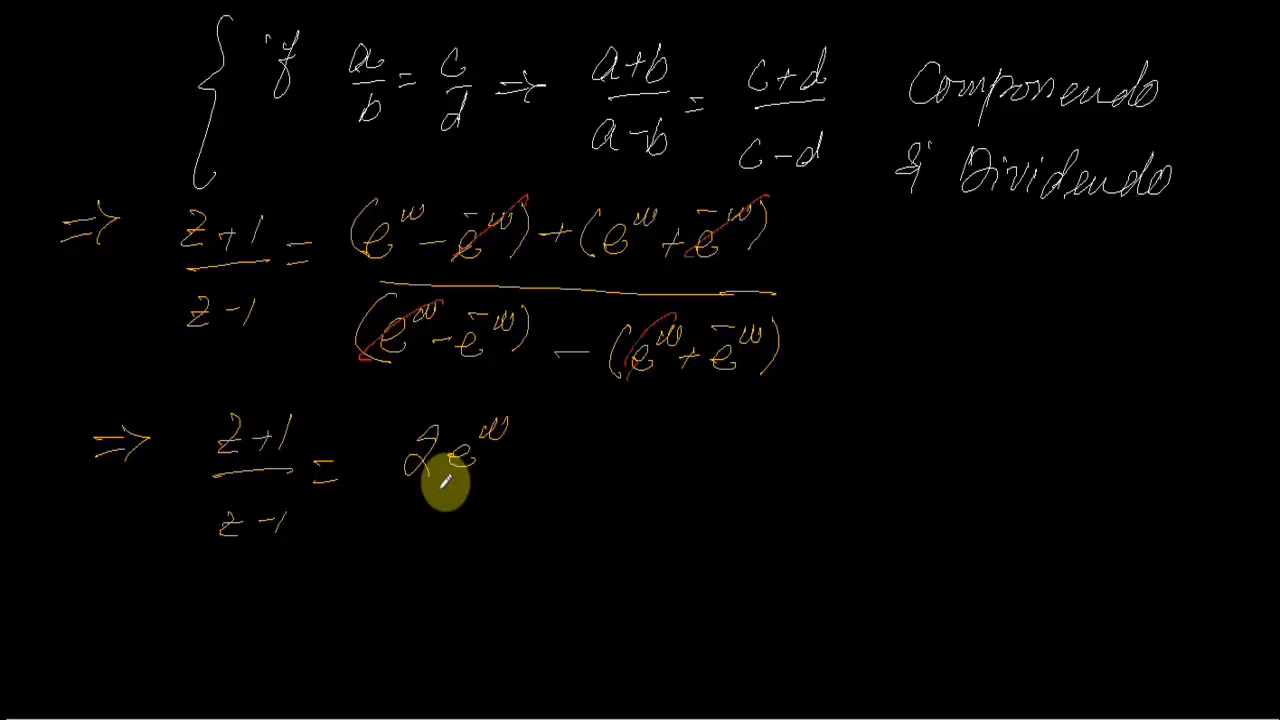 { if a/b = c/d ⇒ (a+b)/(a-b) = (c+d)/(c-d) Componendo
& Dividendo
⇒ (z+1)/(z-1) = ((e^w - e^-w) + (e^w + e^-w))/((e^w - e^-w) - (e^w + e^-w))
⇒ (z+1)/(z-1) = 2e^w